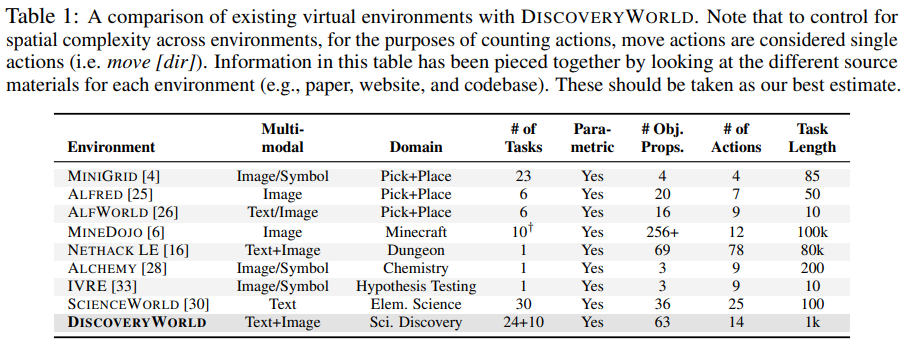 Table 1: A comparison of existing virtual environments with DISCOVERYWORLD. Note that to control for
spatial complexity across environments, for the purposes of counting actions, move actions are considered single
actions (i.e. move [dir]). Information in this table has been pieced together by looking at the different source
materials for each environment (e.g., paper, website, and codebase). These should be taken as our best estimate.
Multi- # of Para- # Obj. # of Task
Environment modal Domain Tasks metric Props. Actions Length
MINIGRID [4] Image/Symbol Pick+Place 23 Yes 4 4 85
ALFRED [25] Image Pick+Place 6 Yes 20 7 50
ALFWORLD [26] Text/Image Pick+Place 6 Yes 16 9 10
MINEDOJO [6] Image Minecraft 10† Yes 256+ 12 100k
NETHACK LE [16] Text+Image Dungeon 1 Yes 69 78 80k
ALCHEMY [28] Image/Symbol Chemistry 1 Yes 3 9 200
IVRE [33] Image/Symbol Hypothesis Testing 1 Yes 3 9 10
SCIENCEWORLD [30] Text Elem. Science 30 Yes 36 25 100
DISCOVERYWORLD Text+Image Sci. Discovery 24+10 Yes 63 14 1k